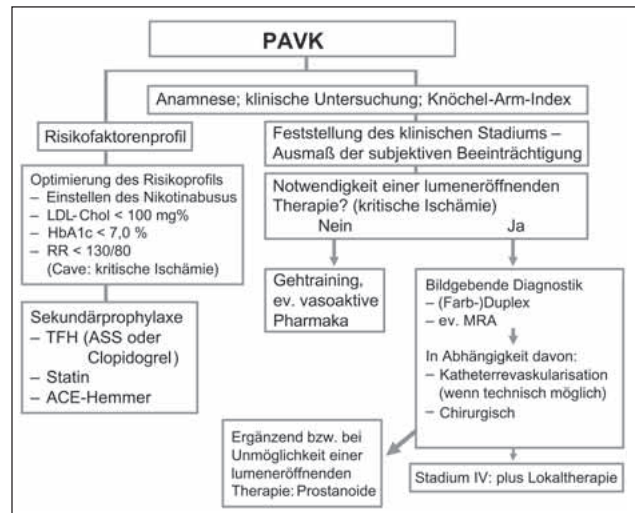 PAVK
Anamnese; klinische Untersuchung; Knöchel-Arm-Index
Risikofaktorenprofil
Optimierung des Risikoprofils
– Einstellen des Nikotinabusus
– LDL-Chol < 100 mg%
– HbA1c < 7,0 %
– RR < 130/80
(Cave: kritische Ischämie)
Sekundärprophylaxe
– TFH (ASS oder
Clopidogrel)
– Statin
– ACE-Hemmer
Feststellung des klinischen Stadiums –
Ausmaß der subjektiven Beeinträchtigung
Notwendigkeit einer lumeneröffnenden
Therapie? (kritische Ischämie)
Nein Ja
Gehtraining,
ev. vasoaktive
Pharmaka
Bildgebende Diagnostik
– (Farb-)Duplex
– ev. MRA
In Abhängigkeit davon:
– Katheterrevaskularisation
(wenn technisch möglich)
– Chirurgisch
Ergänzend bzw. bei
Unmöglichkeit einer
lumeneröffnenden
Therapie: Prostanoide
Stadium IV: plus Lokaltherapie